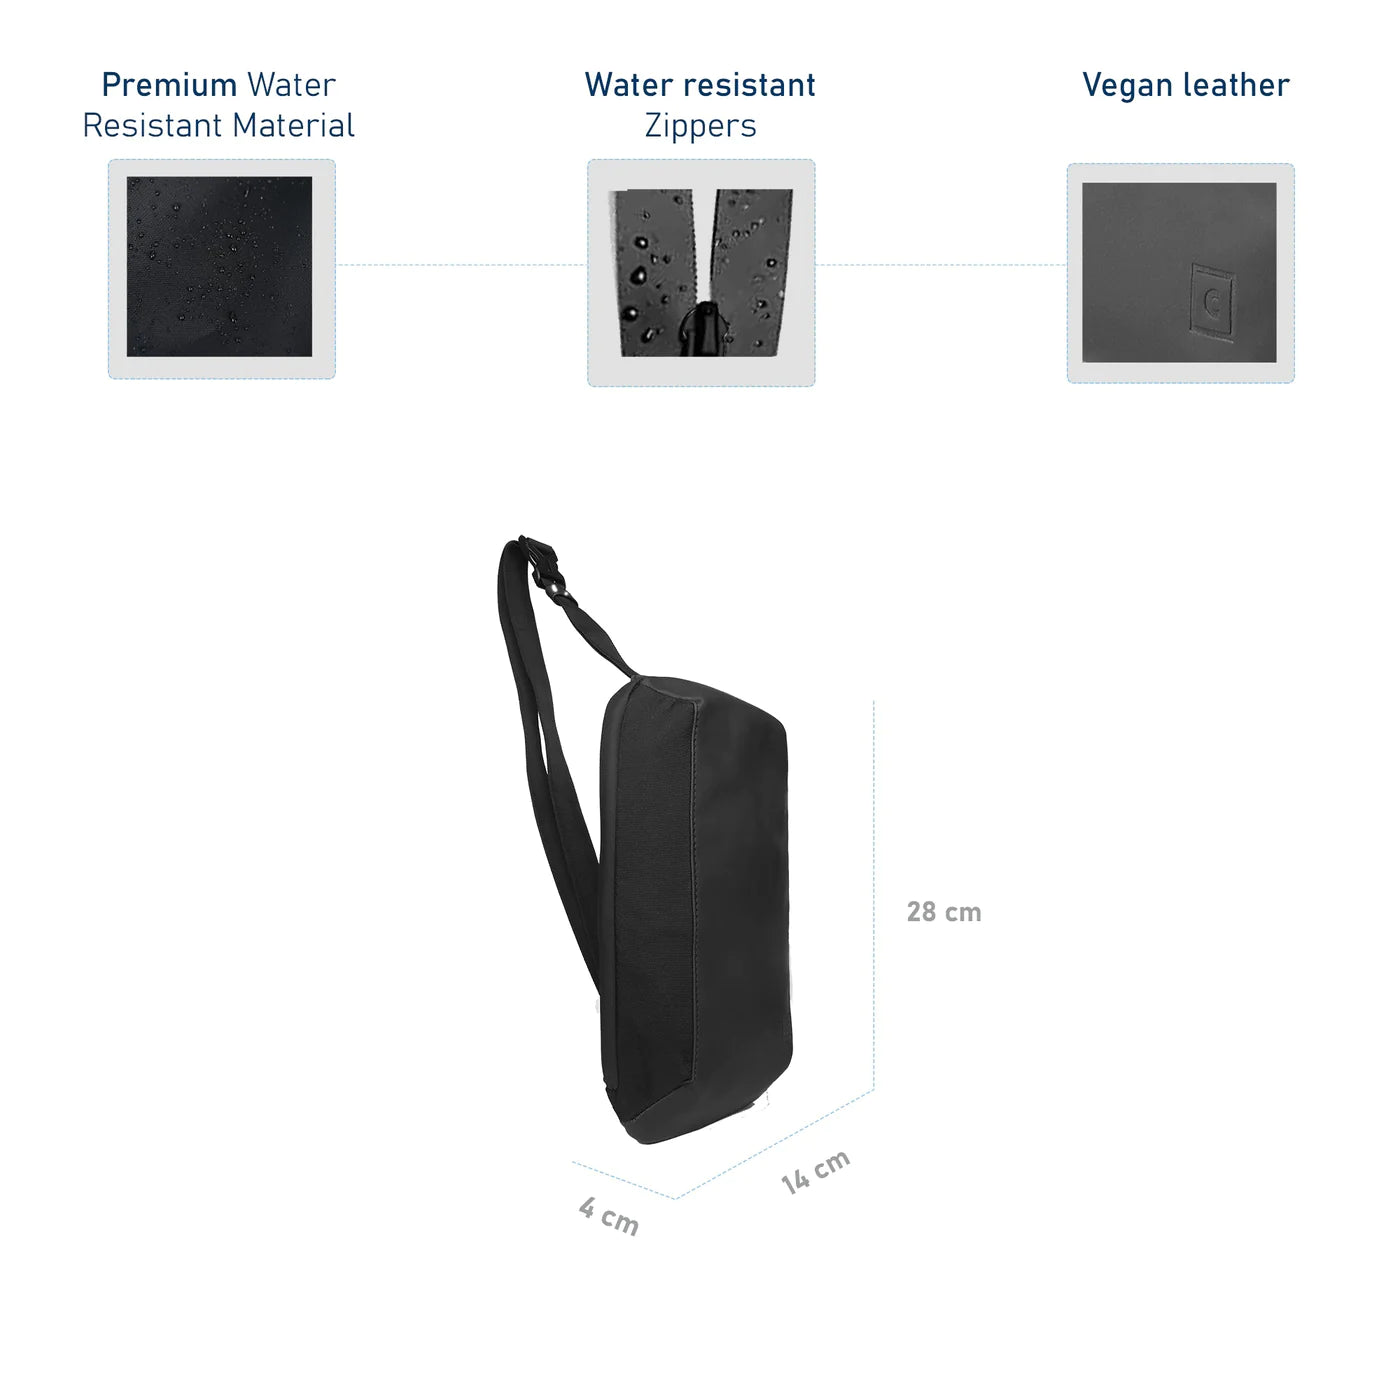 Premium Water
Resistant Material
Water resistant
Zippers
Vegan leather
C
28 cm
14 cm
4 cm